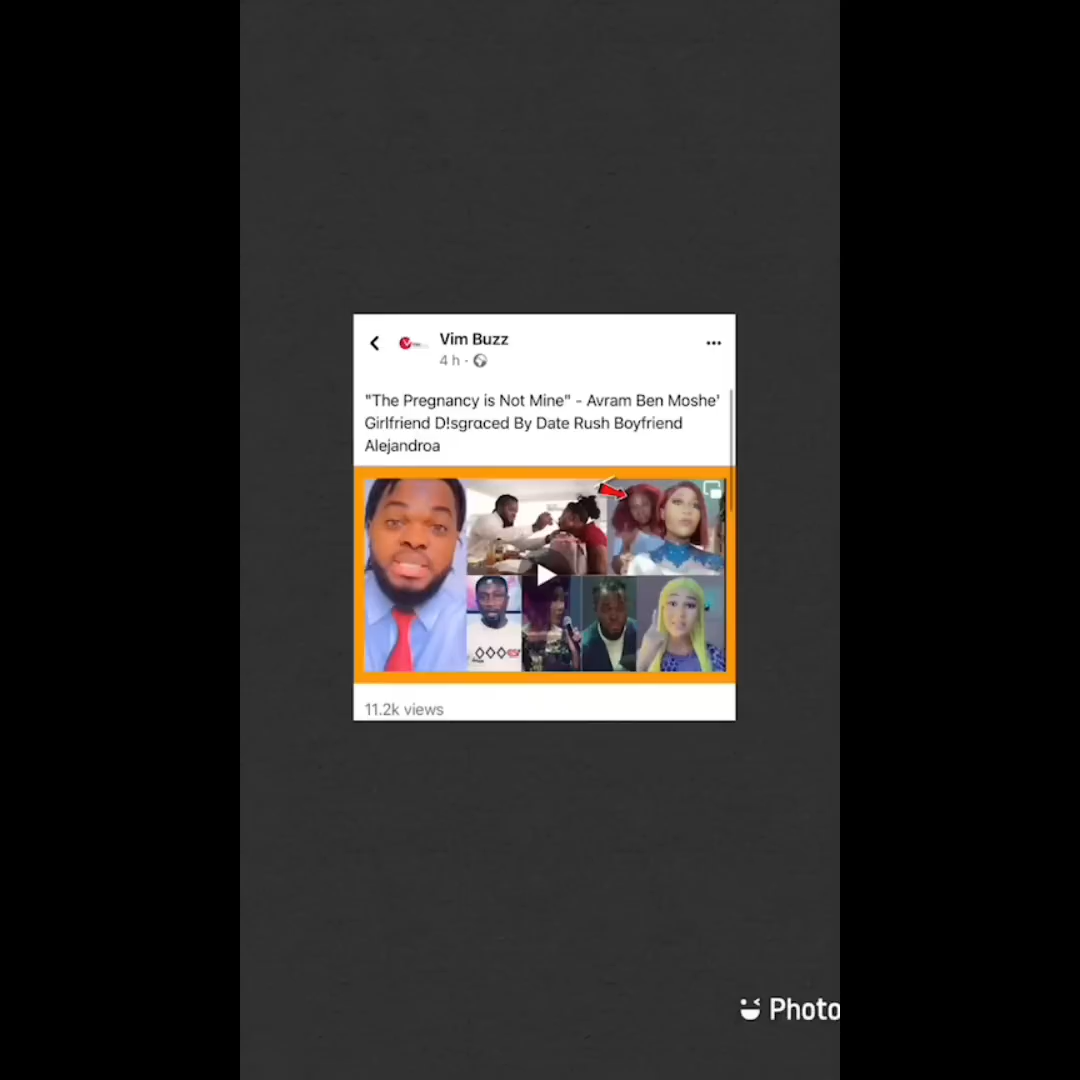 Vim Buzz
4 h ·
"The Pregnancy is Not Mine" - Avram Ben Moshe'
Girlfriend D!sgraced By Date Rush Boyfriend
Alejandroa
11.2k views
Photo